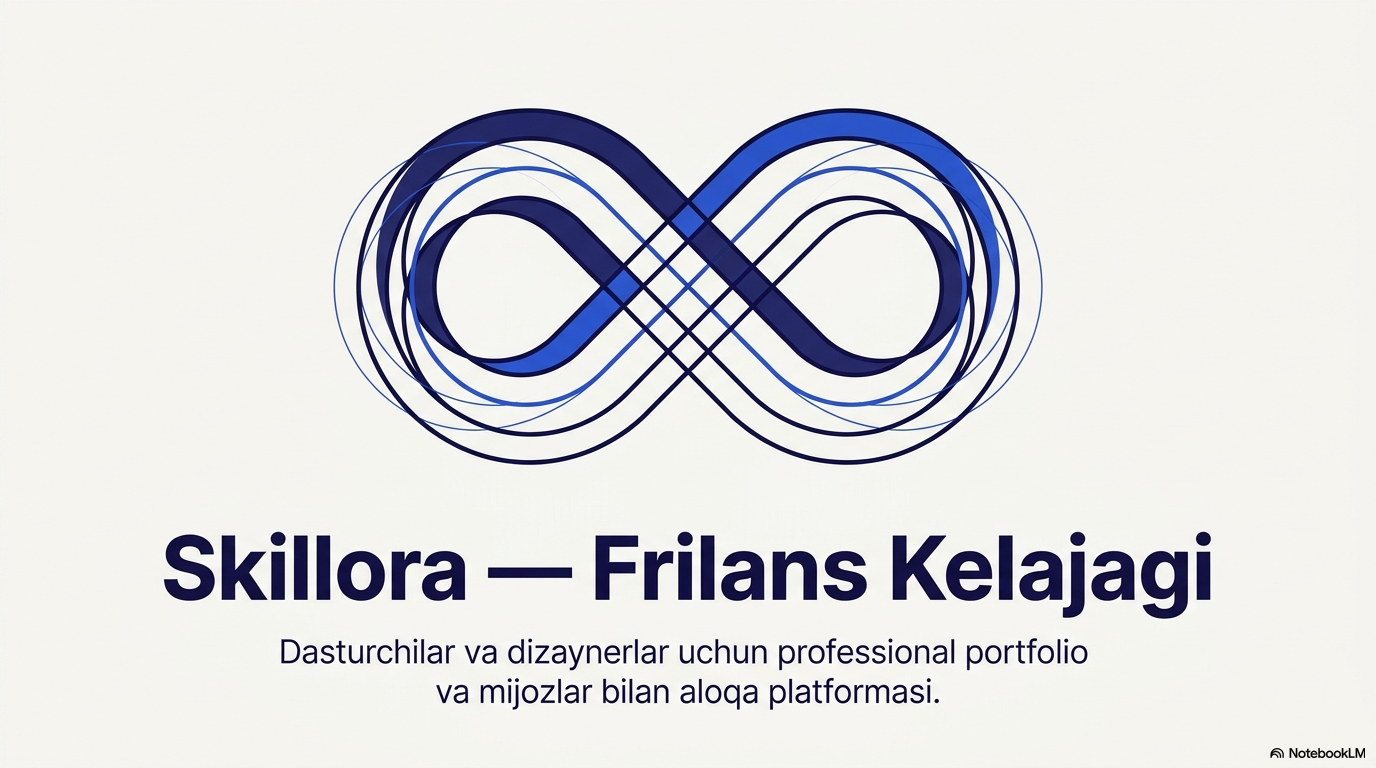 Skillora — Frilans Kelajagi
Dasturchilar va dizaynerlar uchun professional portfolio
va mijozlar bilan aloqa platformasi.
NotebookLM